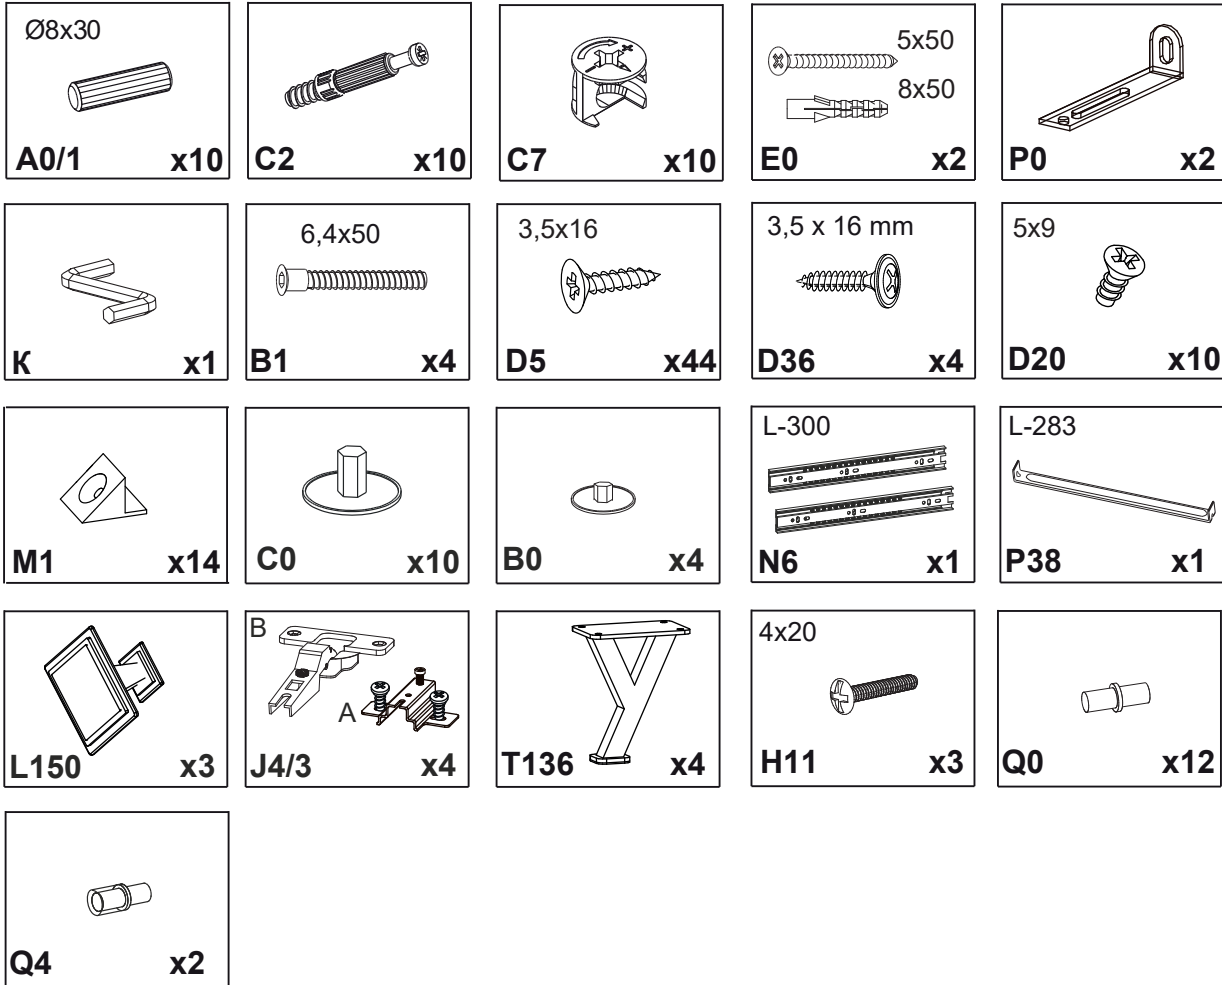 Ø8x30
A0/1 x10
C2 x10
C7 x10
5x50
8x50
E0 x2
P0 x2
K x1
6,4x50
B1 x4
3,5x16
D5 x44
3,5 x 16 mm
D36 x4
5x9
D20 x10
M1 x14
C0 x10
B0 x4
L-300
N6 x1
L-283
P38 x1
L150 x3
B
A
J4/3 x4
T136 x4
4x20
H11 x3
Q0 x12
Q4 x2